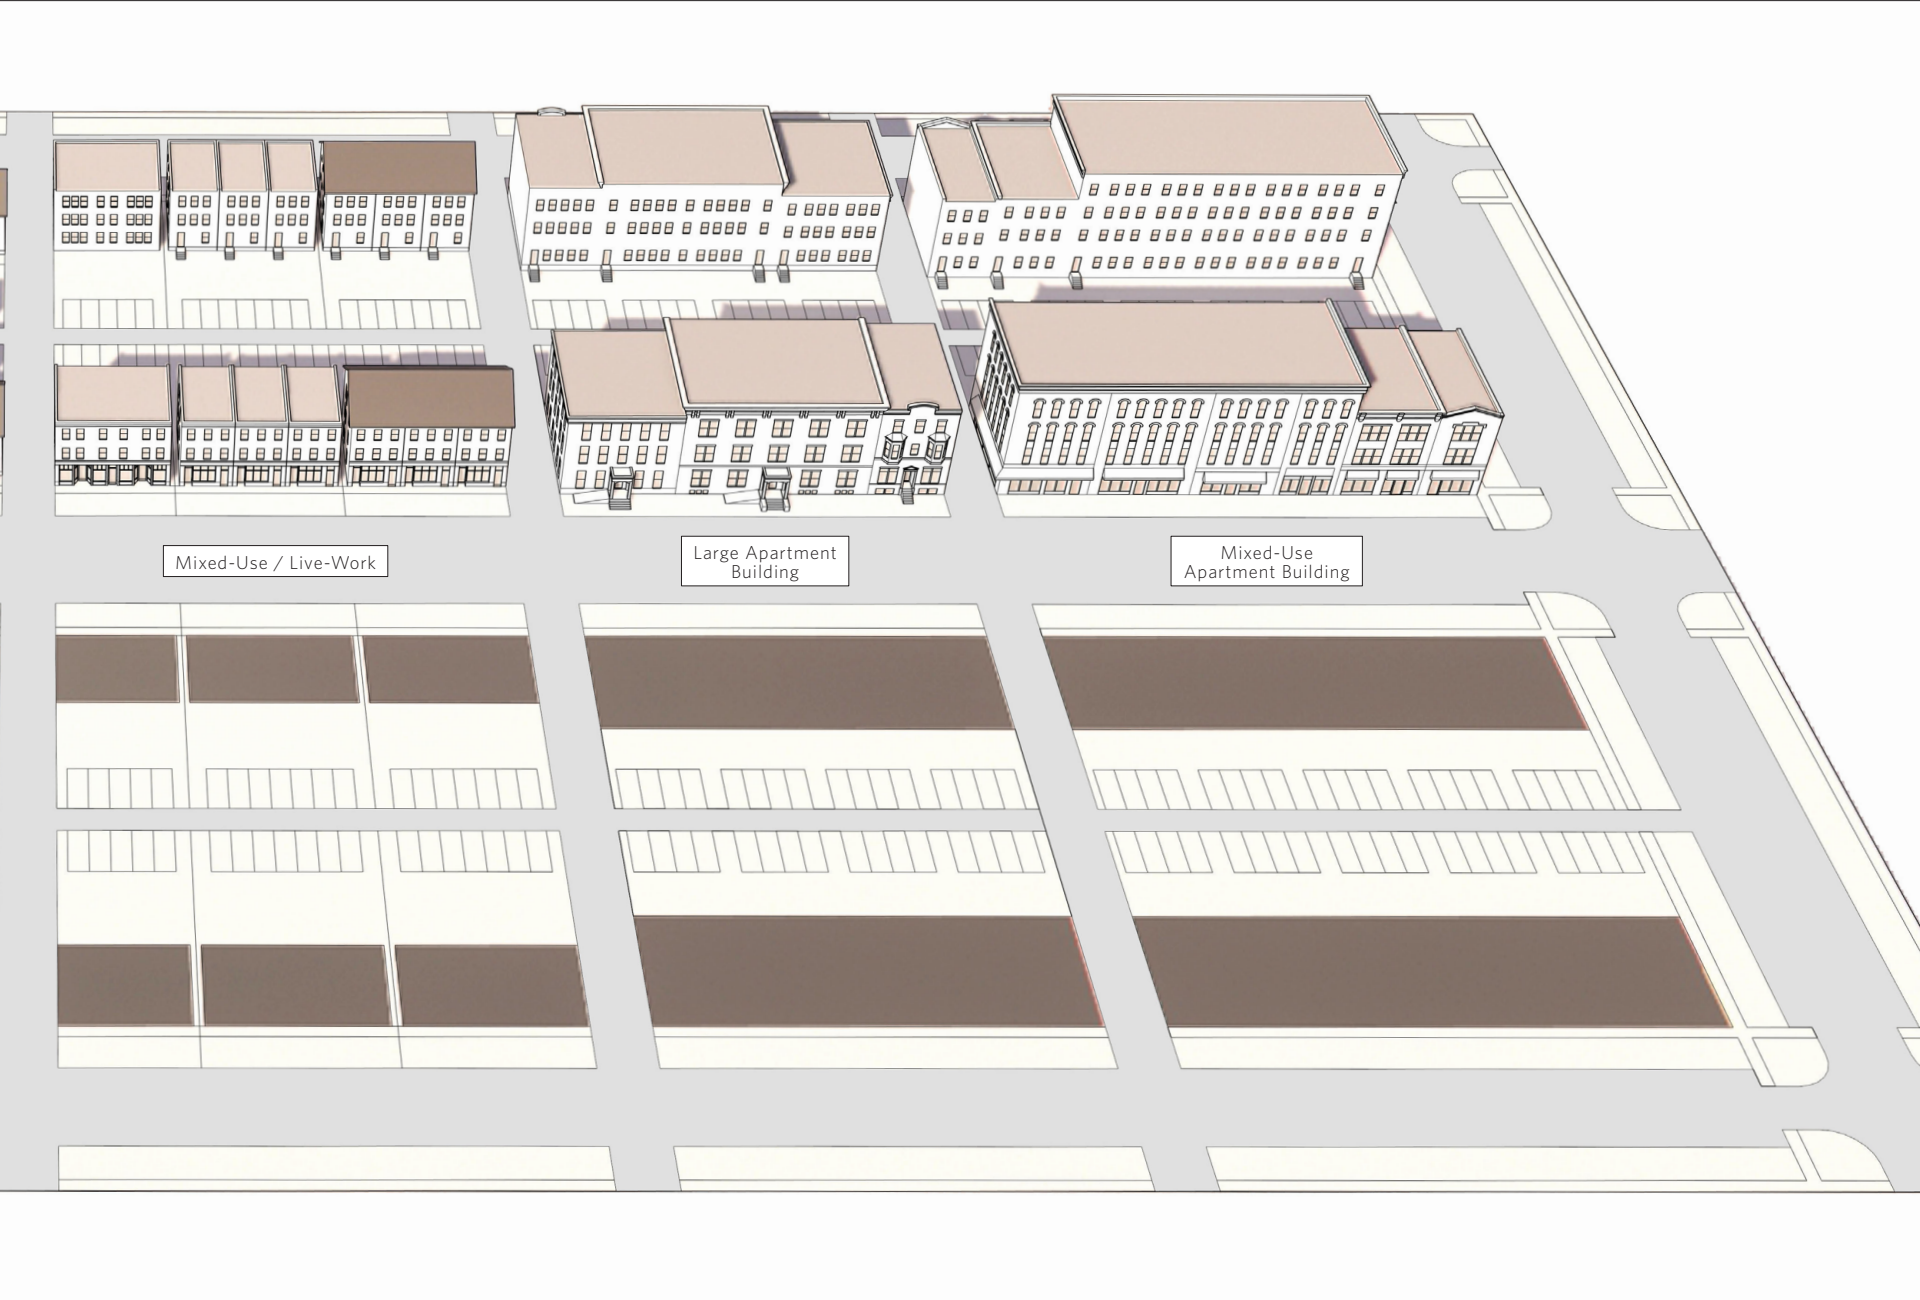 Mixed-Use / Live-Work
Large Apartment
Building
Mixed-Use
Apartment Building